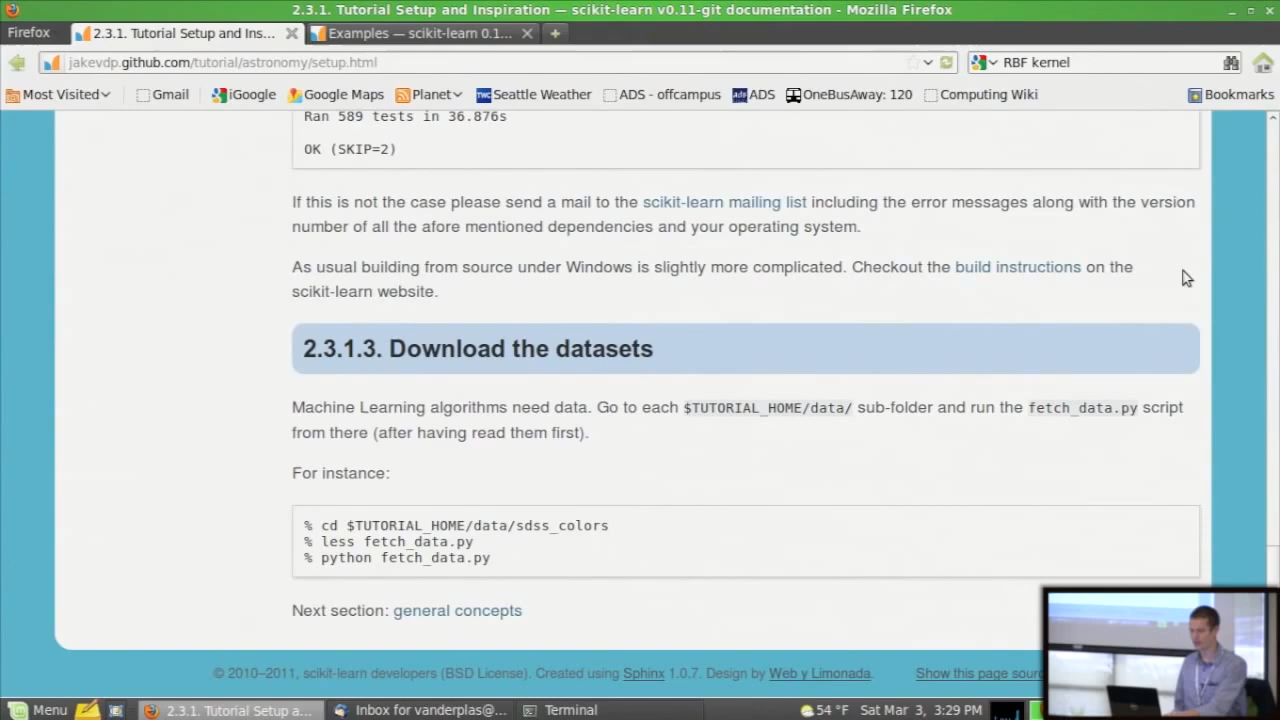 2.3.1. Tutorial Setup and Inspiration — scikit-learn v0.11-git documentation - Mozilla Firefox
Firefox
2.3.1. Tutorial Setup and Ins...
Examples — scikit-learn 0.1...
jakevdp.github.com/tutorial/astronomy/setup.html
RBF kernel
Most Visited
Gmail
iGoogle
Google Maps
Planet
Seattle Weather
ADS - offcampus
ADS
OneBusAway: 120
Computing Wiki
Bookmarks
Ran 589 tests in 36.876s
OK (SKIP=2)
If this is not the case please send a mail to the scikit-learn mailing list including the error messages along with the version
number of all the afore mentioned dependencies and your operating system.
As usual building from source under Windows is slightly more complicated. Checkout the build instructions on the
scikit-learn website.
2.3.1.3. Download the datasets
Machine Learning algorithms need data. Go to each $TUTORIAL_HOME/data/ sub-folder and run the fetch_data.py script
from there (after having read them first).
For instance:
% cd $TUTORIAL_HOME/data/sdss_colors
% less fetch_data.py
% python fetch_data.py
Next section: general concepts
© 2010–2011, scikit-learn developers (BSD License). Created using Sphinx 1.0.7. Design by Web y Limonada.
Show this page sour
Menu
2.3.1. Tutorial Setup a...
Inbox for vanderplas@...
Terminal
54 °F
Sat Mar 3, 3:29 PM